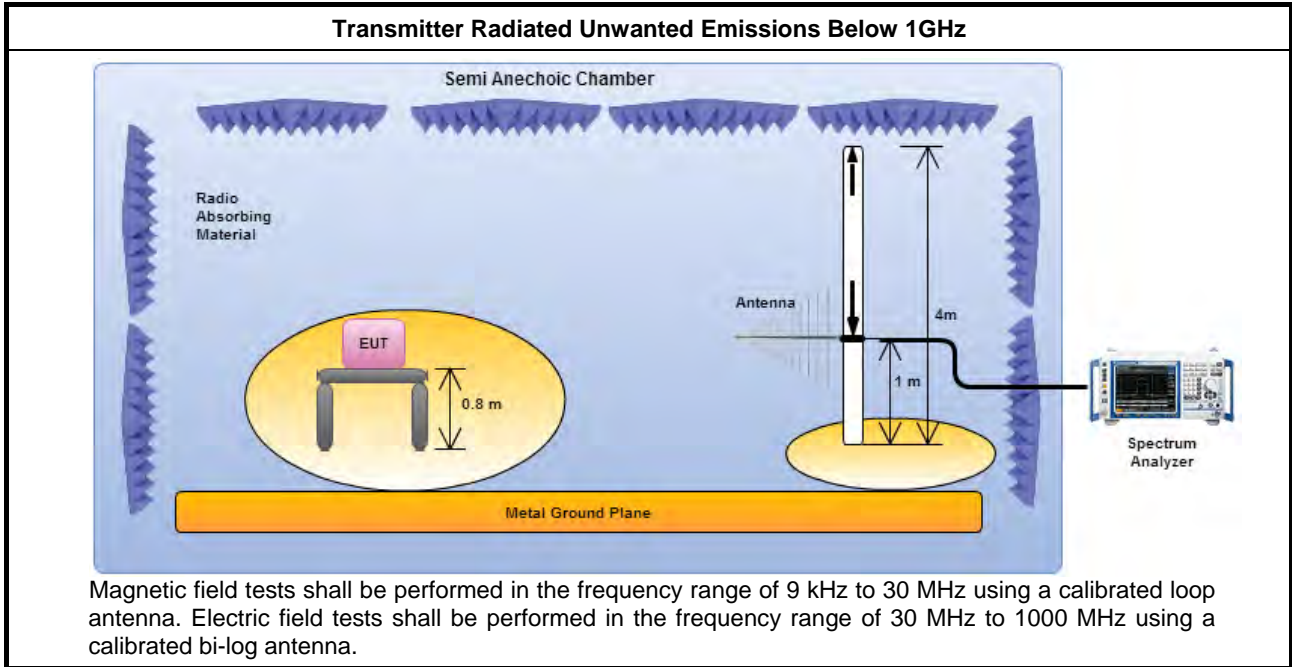 Transmitter Radiated Unwanted Emissions Below 1GHz
Semi Anechoic Chamber
Radio
Absorbing
Material
Antenna
4m
EUT
1 m
0.8 m
Spectrum
Analyzer
Metal Ground Plane
Magnetic field tests shall be performed in the frequency range of 9 kHz to 30 MHz using a calibrated loop
antenna. Electric field tests shall be performed in the frequency range of 30 MHz to 1000 MHz using a
calibrated bi-log antenna.